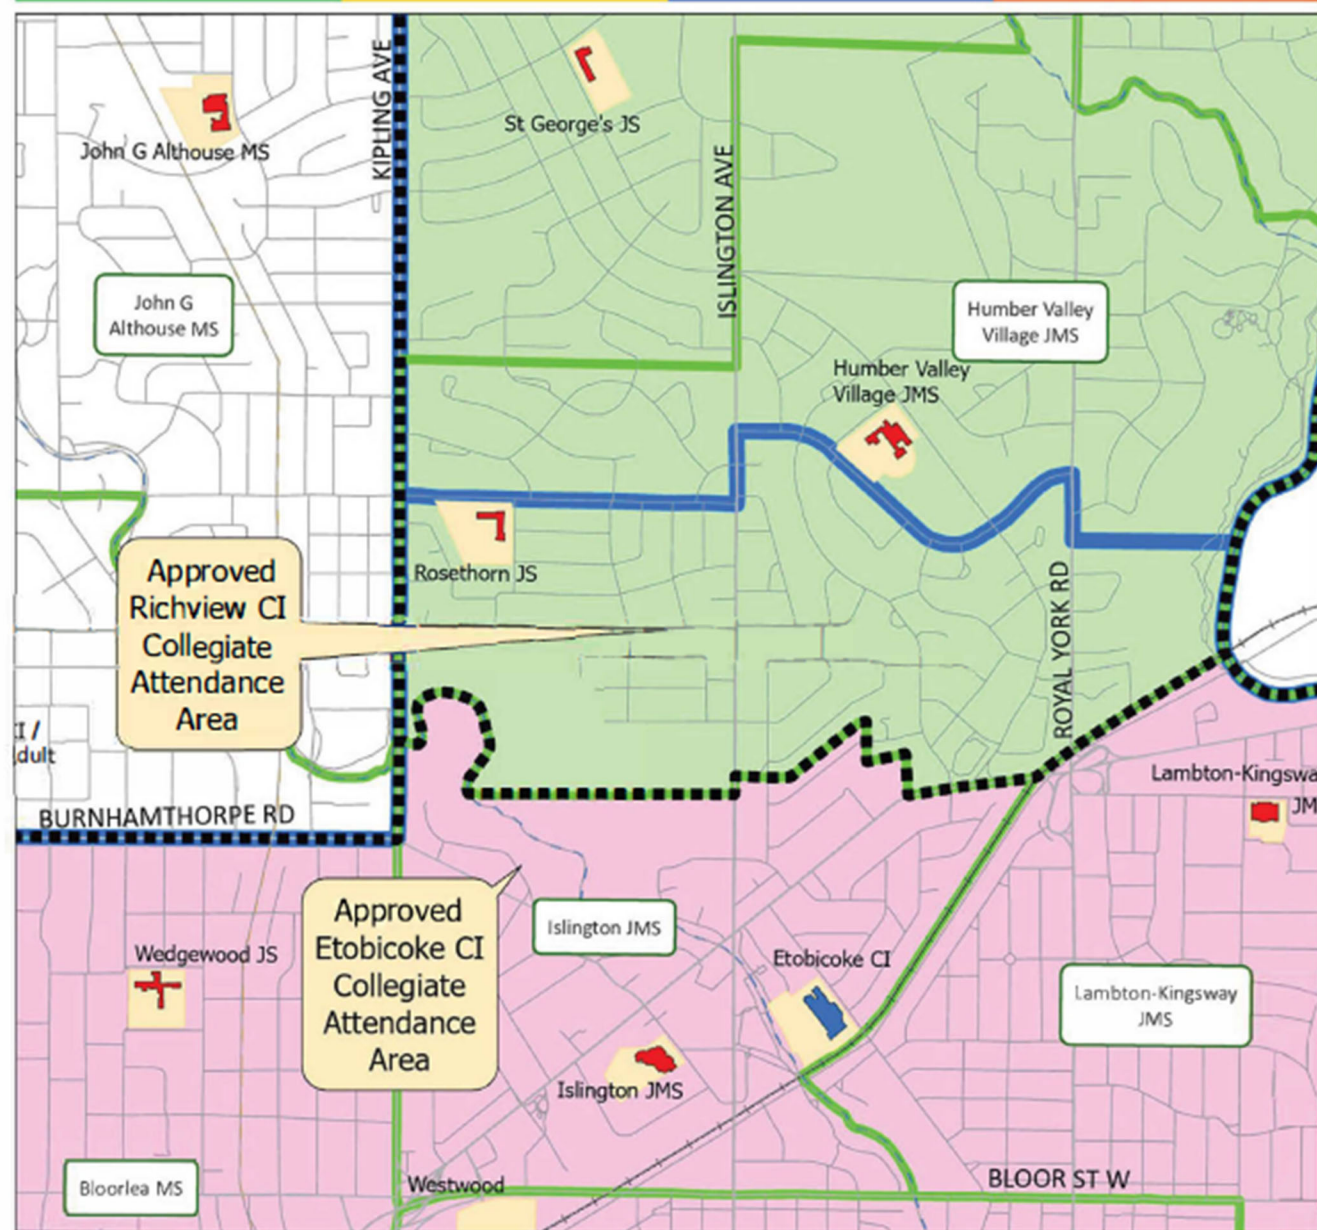 KIPLING AVE
St George's JS
John G Althouse MS
ISLINGTON AVE
John G
Althouse MS
Humber Valley
Village JMS
Humber Valley
Village JMS
Rosethorn JS
Approved
Richview CI
Collegiate
Attendance
Area
ROYAL YORK RD
CI /
dult
Lambton-Kingswa
JM
BURNHAMTHORPE RD
Approved
Etobicoke CI
Collegiate
Attendance
Area
Islington JMS
Wedgewood JS
Etobicoke CI
Lambton-Kingsway
JMS
Islington JMS
Bloorlea MS
Westwood
BLOOR ST W